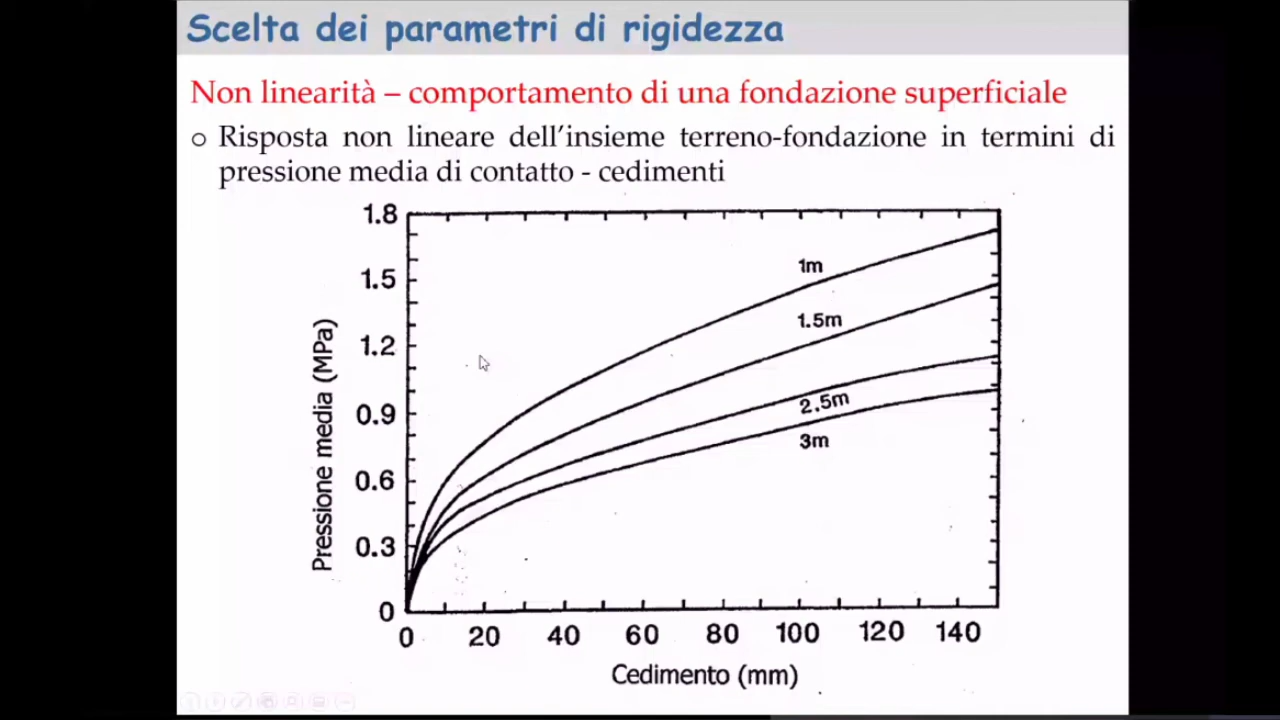 Scelta dei parametri di rigidezza
Non linearità – comportamento di una fondazione superficiale
o Risposta non lineare dell'insieme terreno-fondazione in termini di
pressione media di contatto - cedimenti
1.8
1.5
1.2
0.9
0.6
0.3
0
Pressione media (MPa)
1m
1.5m
2.5m
3m
0 20 40 60 80 100 120 140
Cedimento (mm)